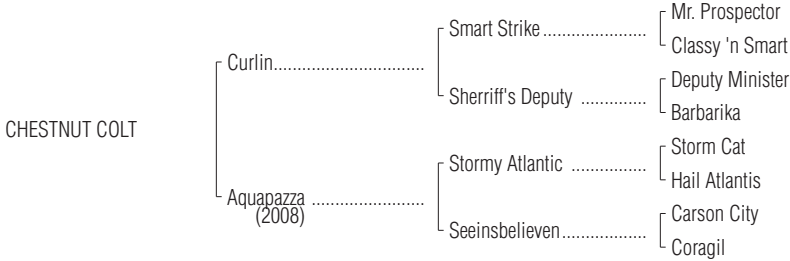 Mr. Prospector
Smart Strike......................
Classy 'n Smart
Curlin................................
Deputy Minister
Sherriff's Deputy ..............
Barbarika
CHESTNUT COLT
Storm Cat
Stormy Atlantic ................
Hail Atlantis
Aquapazza ........................
(2008)
Carson City
Seeinsbelieven..................
Coragil